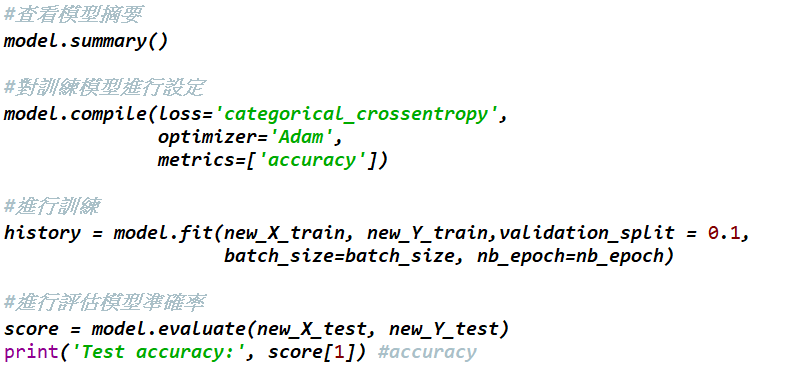 #查看模型摘要
model.summary()
#對訓練模型進行設定
model.compile(loss='categorical_crossentropy',
optimizer='Adam',
metrics=['accuracy'])
#進行訓練
history = model.fit(new_X_train, new_Y_train,validation_split = 0.1,
batch_size=batch_size, nb_epoch=nb_epoch)
#進行評估模型準確率
score = model.evaluate(new_X_test, new_Y_test)
print('Test accuracy:', score[1]) #accuracy